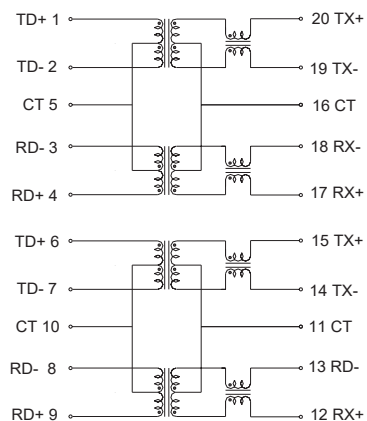 TD+ 1 20 TX+
TD- 2 19 TX-
CT 5 16 CT
RD- 3 18 RX-
RD+ 4 17 RX+
TD+ 6 15 TX+
TD- 7 14 TX-
CT 10 11 CT
RD- 8 13 RD-
RD+ 9 12 RX+